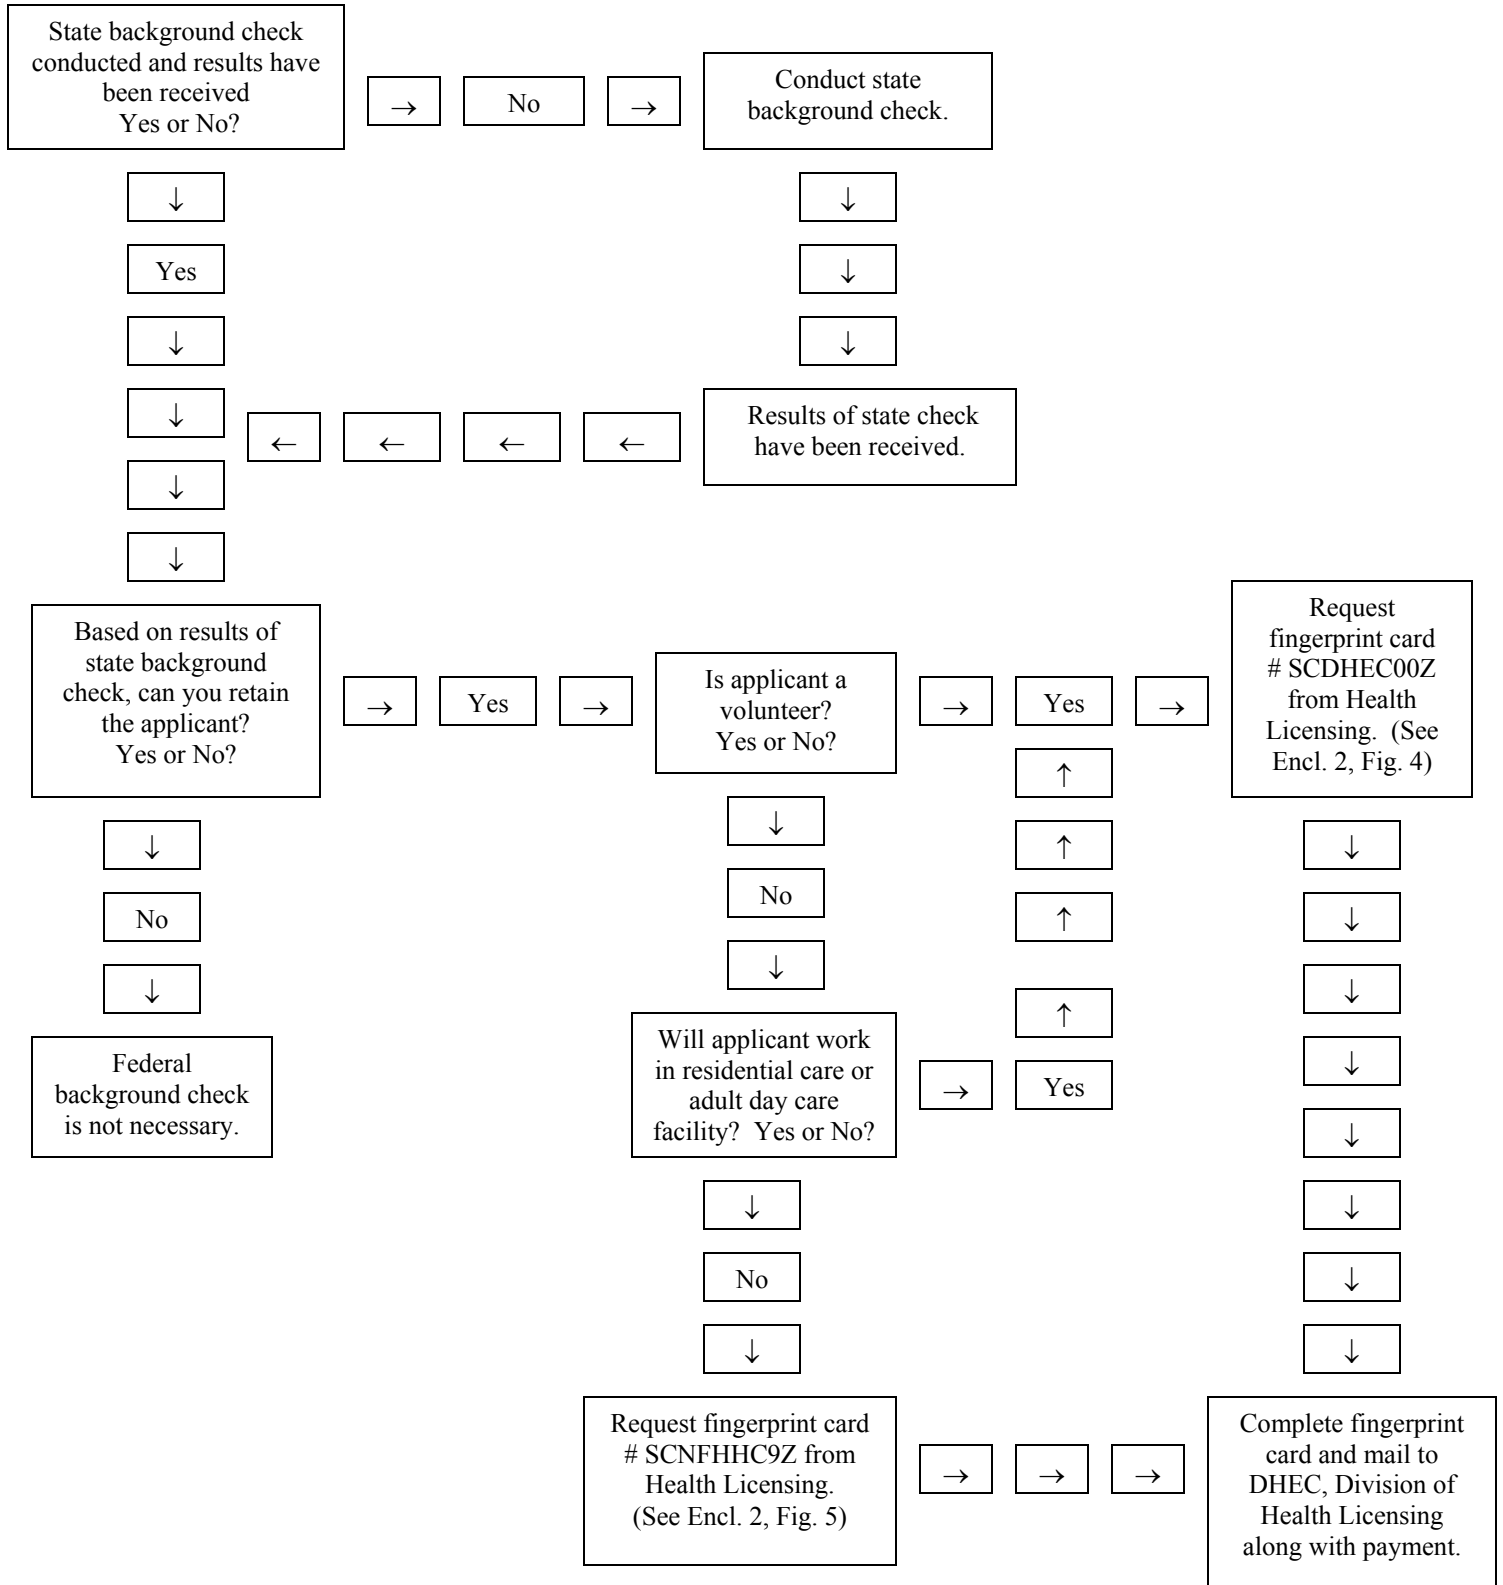 State background check
conducted and results have
been received
Yes or No?
→
No
→
Conduct state
background check.
↓
↓
Yes
↓
↓
↓
↓
Results of state check
have been received.
←
←
←
←
↓
↓
↓
Based on results of
state background
check, can you retain
the applicant?
Yes or No?
→
Yes
→
Is applicant a
volunteer?
Yes or No?
→
Yes
→
Request
fingerprint card
# SCDHEC00Z
from Health
Licensing. (See
Encl. 2, Fig. 4)
↓
No
↓
Federal
background check
is not necessary.
↓
No
↓
↑
↑
↑
↑
Will applicant work
in residential care or
adult day care
facility? Yes or No?
→
Yes
↓
No
↓
Request fingerprint card
# SCNFHHC9Z from
Health Licensing.
(See Encl. 2, Fig. 5)
→
→
→
↓
↓
↓
↓
↓
↓
↓
↓
Complete fingerprint
card and mail to
DHEC, Division of
Health Licensing
along with payment.